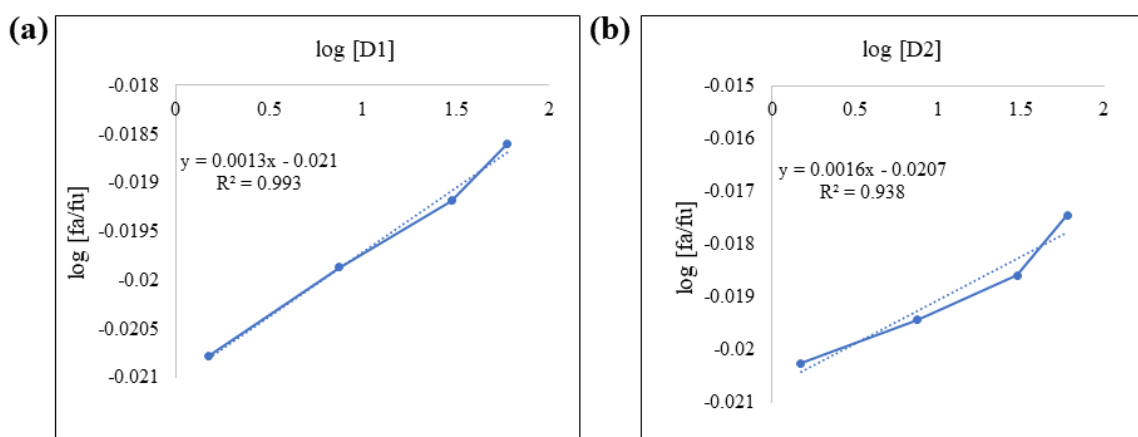 (a)
log [D1]
-0.018
0 0.5 1 1.5 2
-0.0185
y = 0.0013x - 0.021
R² = 0.993
-0.019
-0.0195
-0.02
-0.0205
-0.021
log [fa/fu]
(b)
log [D2]
-0.015
0 0.5 1 1.5 2
-0.016
y = 0.0016x - 0.0207
R² = 0.938
-0.017
-0.018
-0.019
-0.02
-0.021
log [fa/fu]